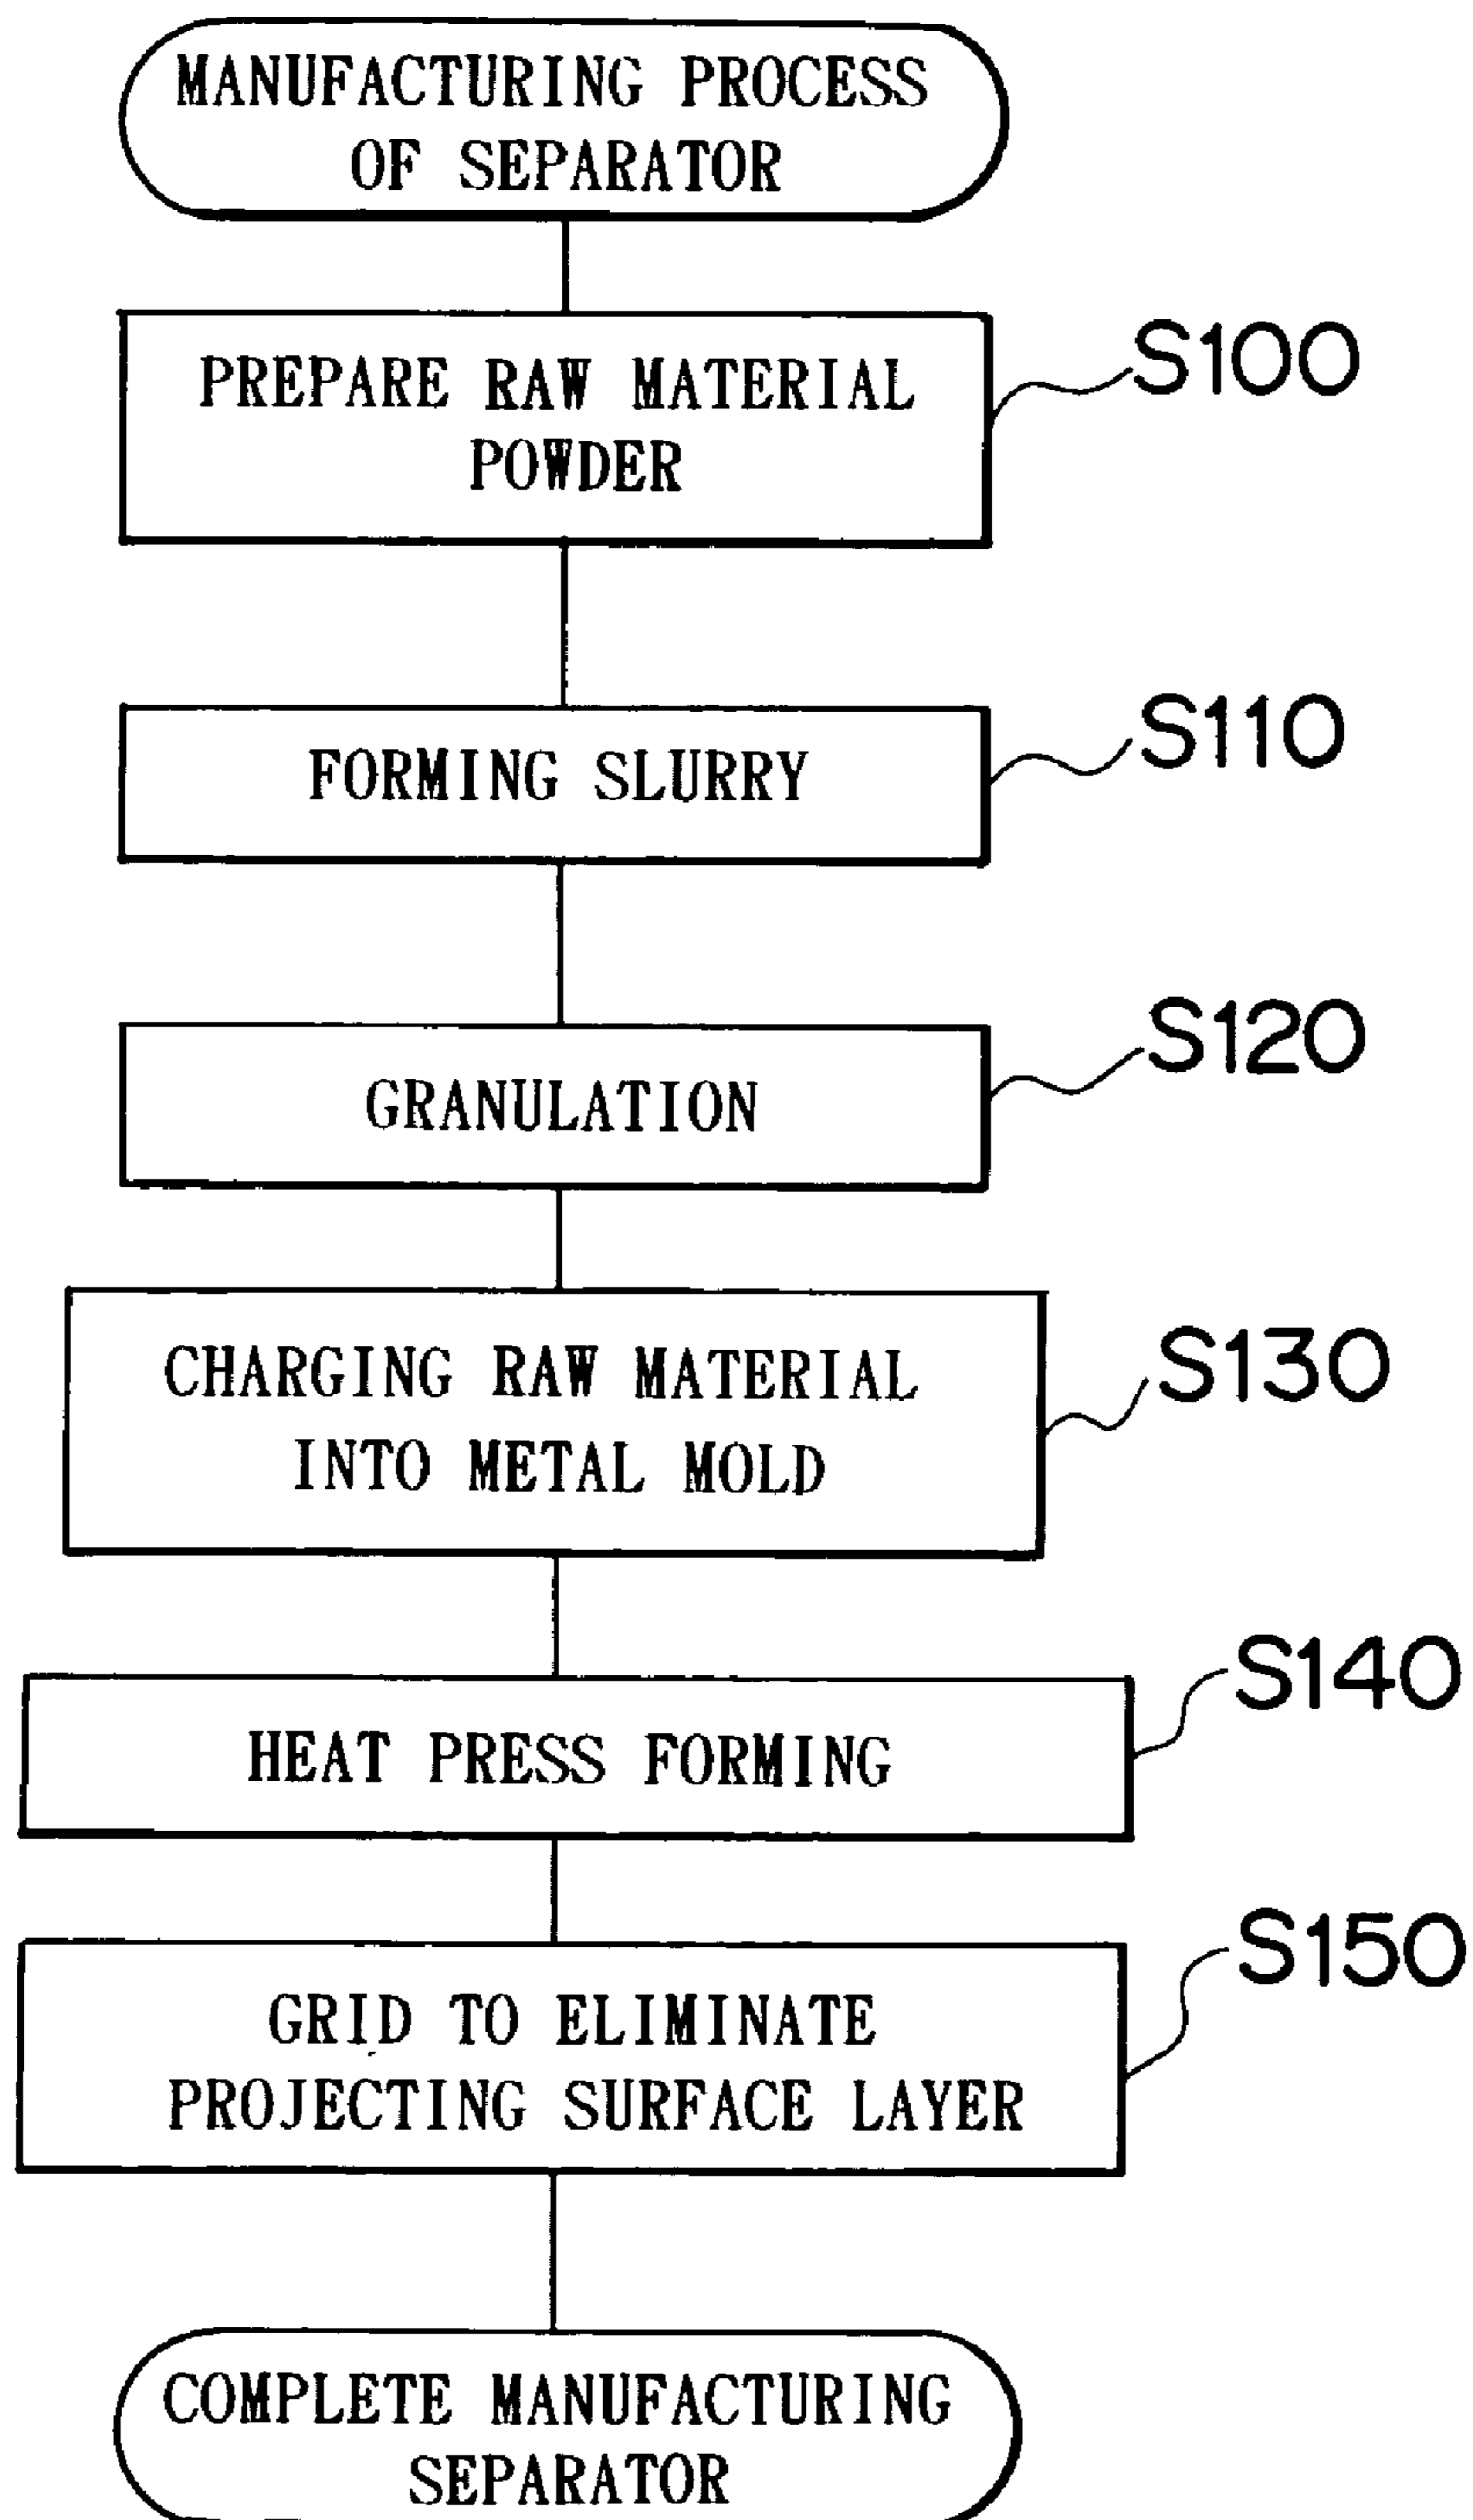 MANUFACTURING PROCESS
OF SEPARATOR
PREPARE RAW MATERIAL
POWDER
S100
FORMING SLURRY
S110
GRANULATION
S120
CHARGING RAW MATERIAL
INTO METAL MOLD
S130
HEAT PRESS FORMING
S140
GRID TO ELIMINATE
PROJECTING SURFACE LAYER
S150
COMPLETE MANUFACTURING
SEPARATOR